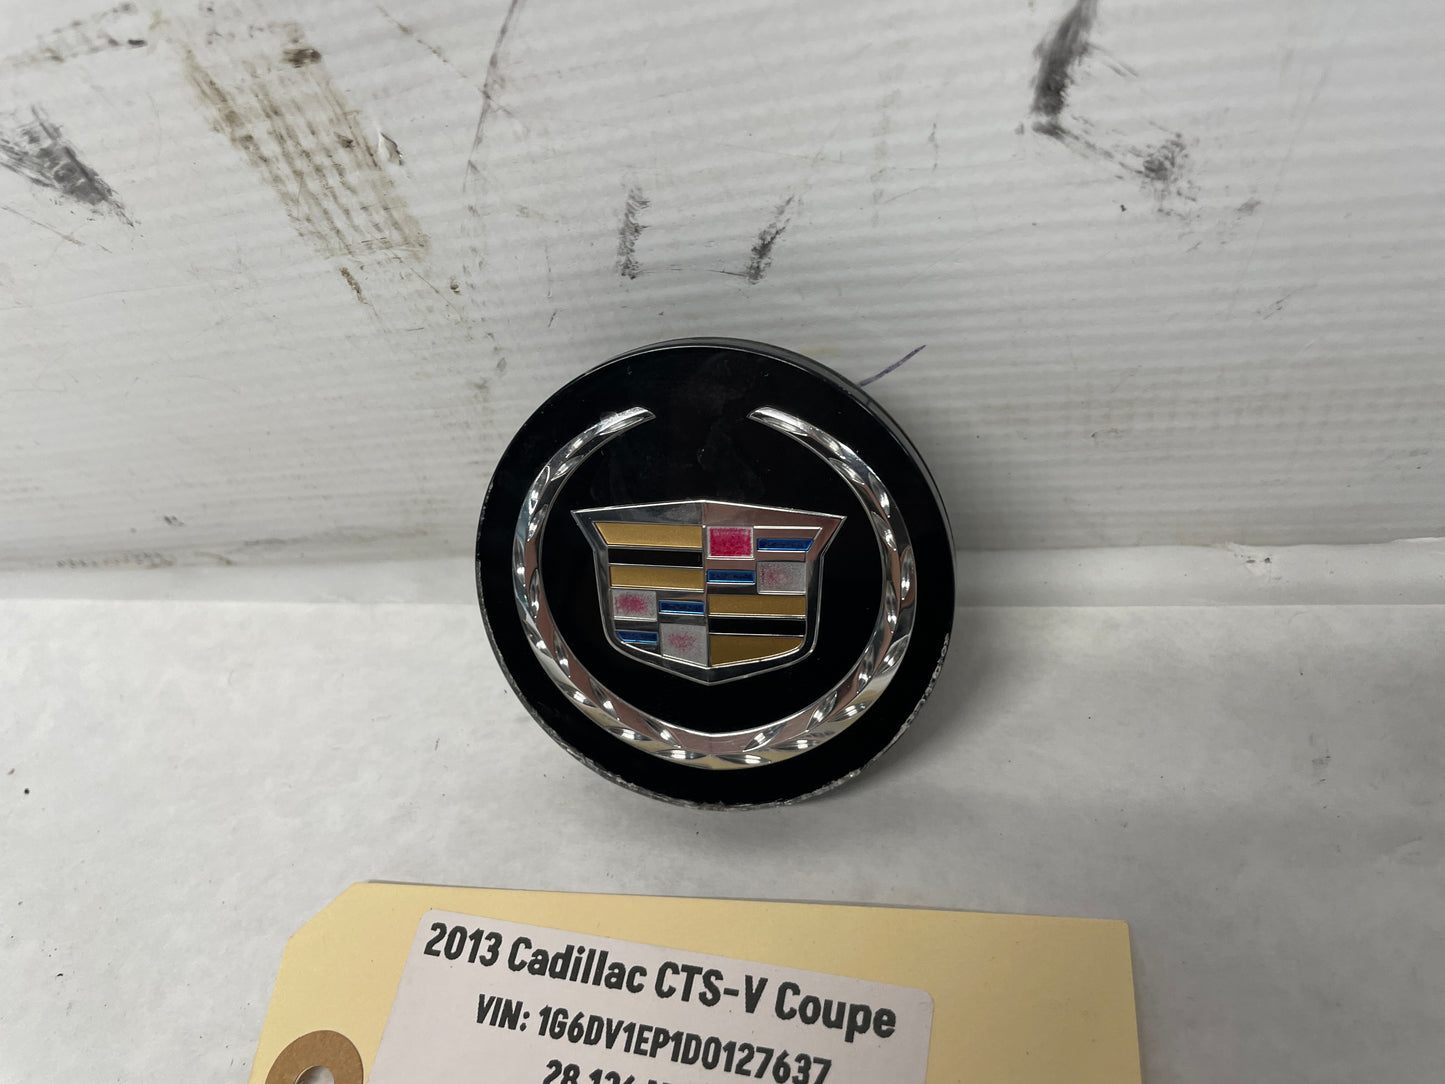 2013 Cadillac CTS-V Coupe
VIN: 1G6DV1EP1D0127637